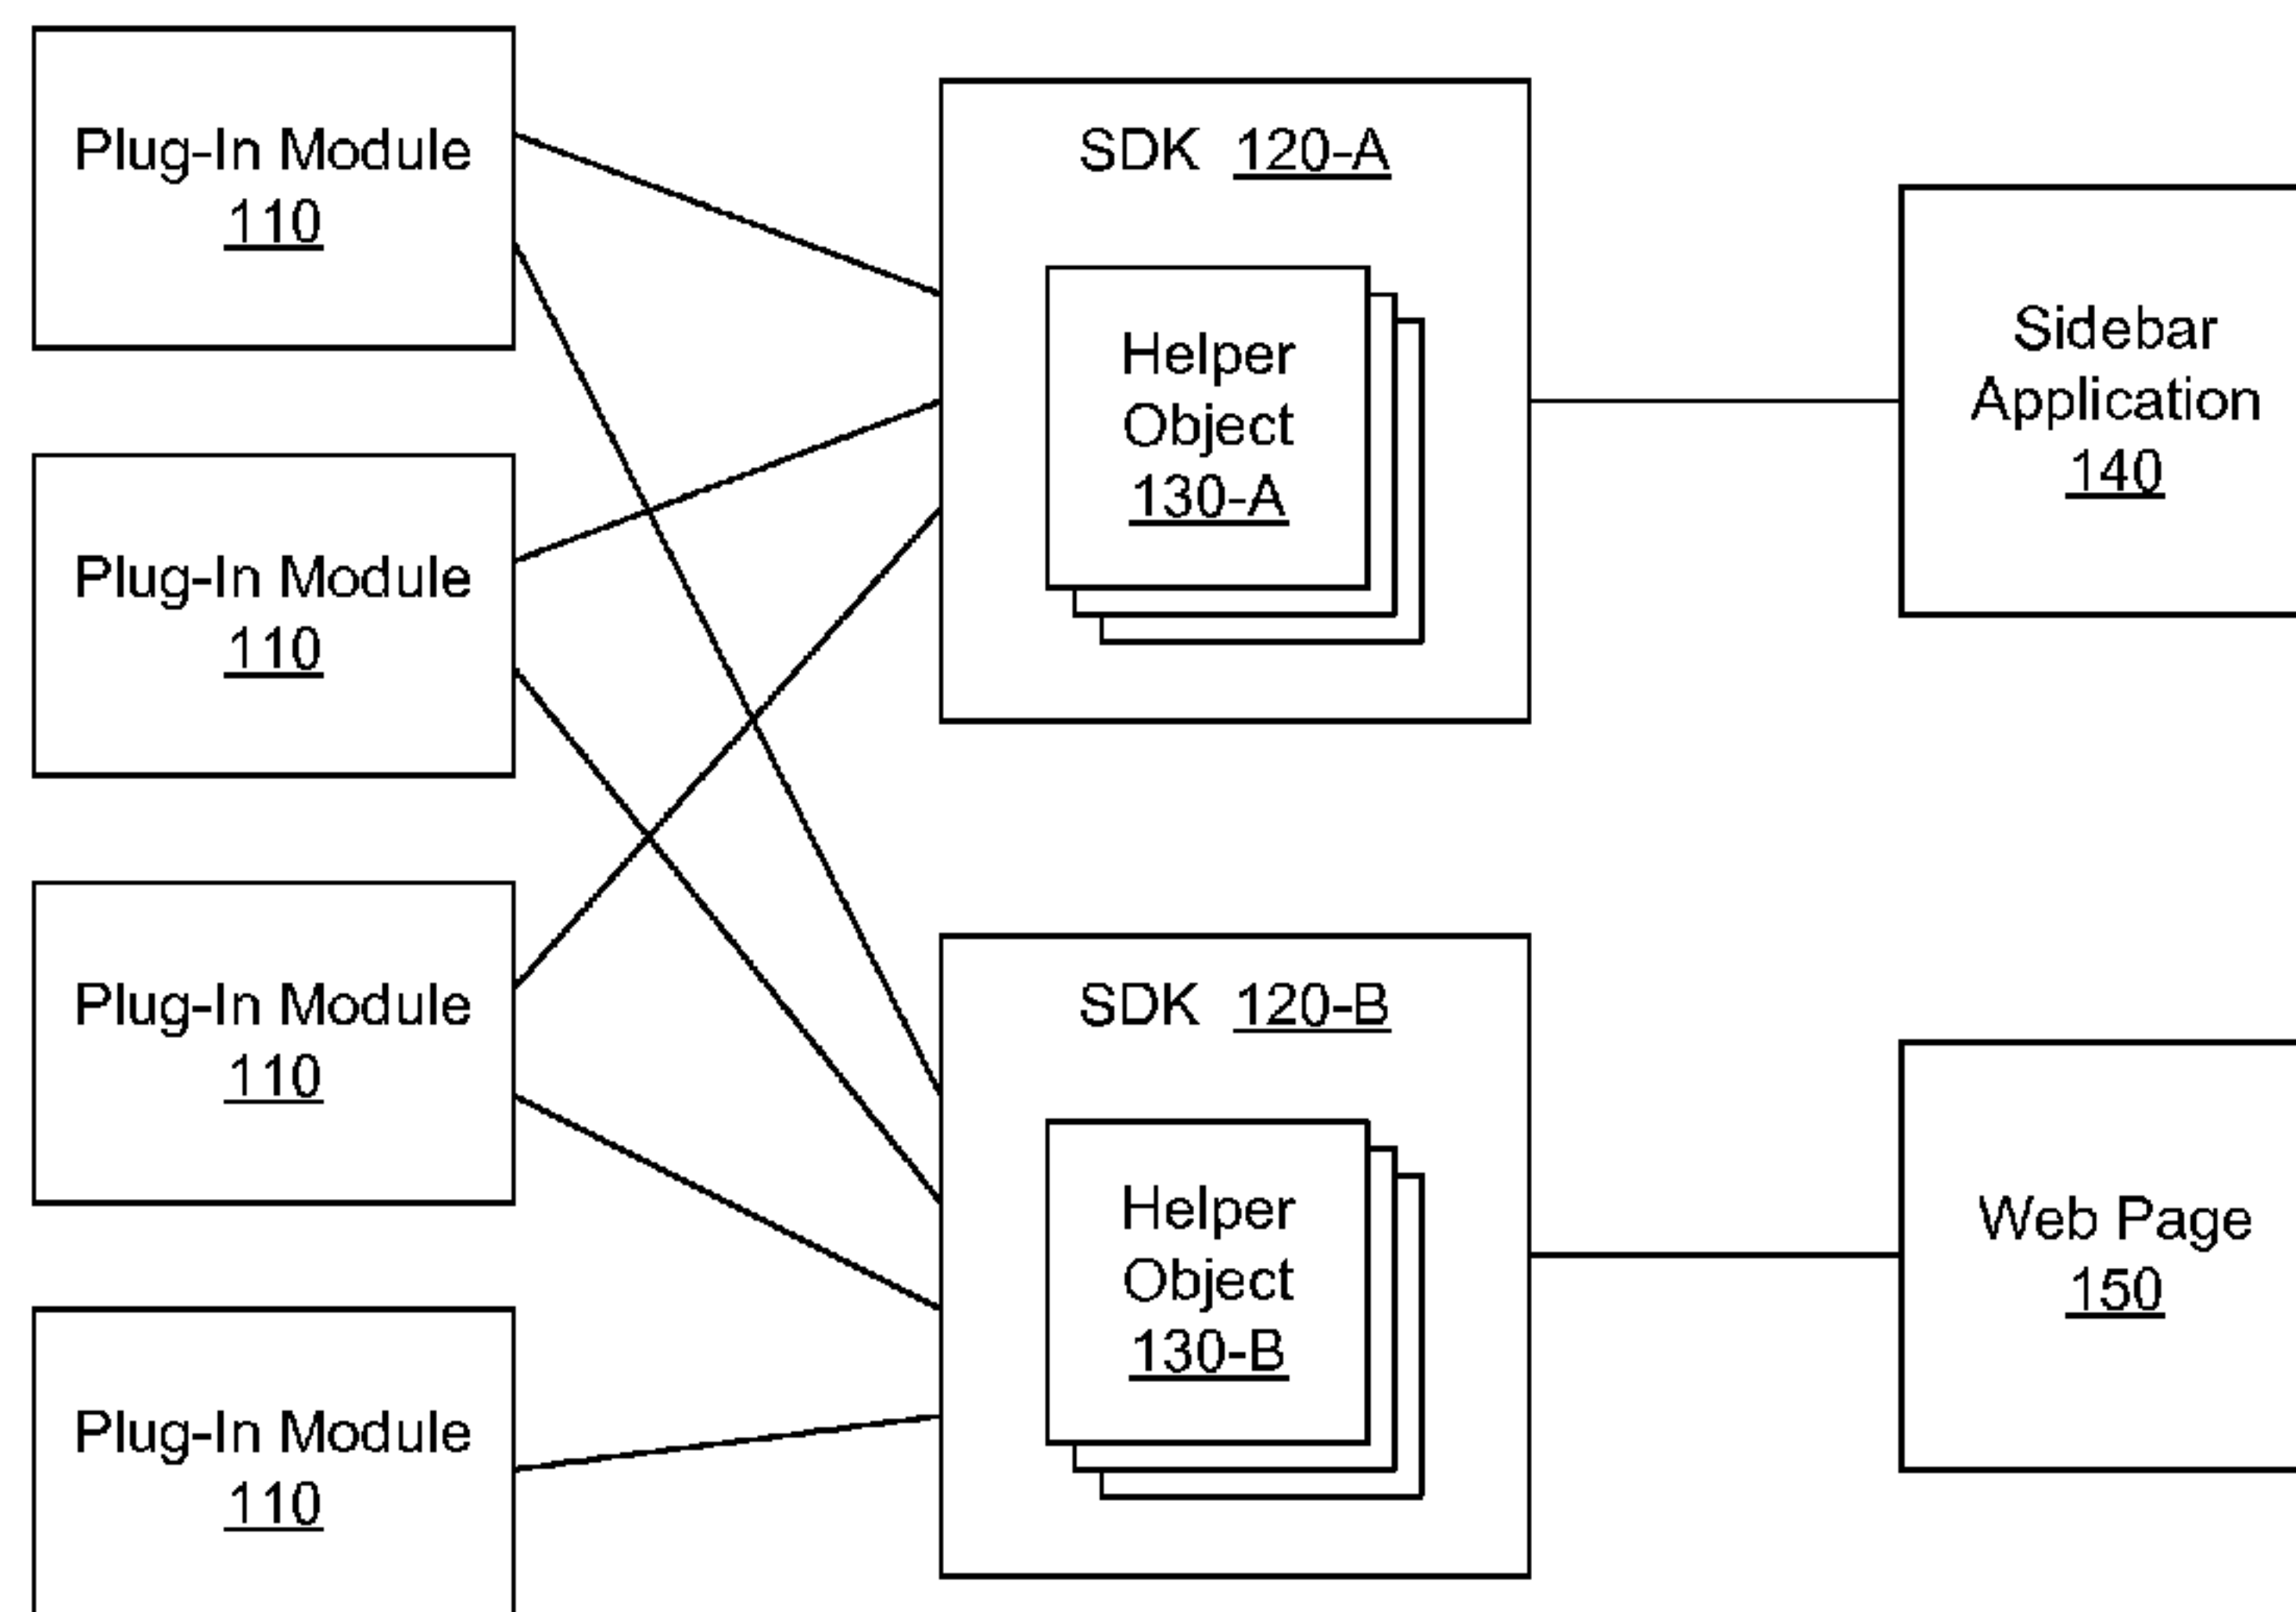 Plug-In Module
110
Plug-In Module
110
Plug-In Module
110
Plug-In Module
110
SDK 120-A
Helper
Object
130-A
SDK 120-B
Helper
Object
130-B
Sidebar
Application
140
Web Page
150